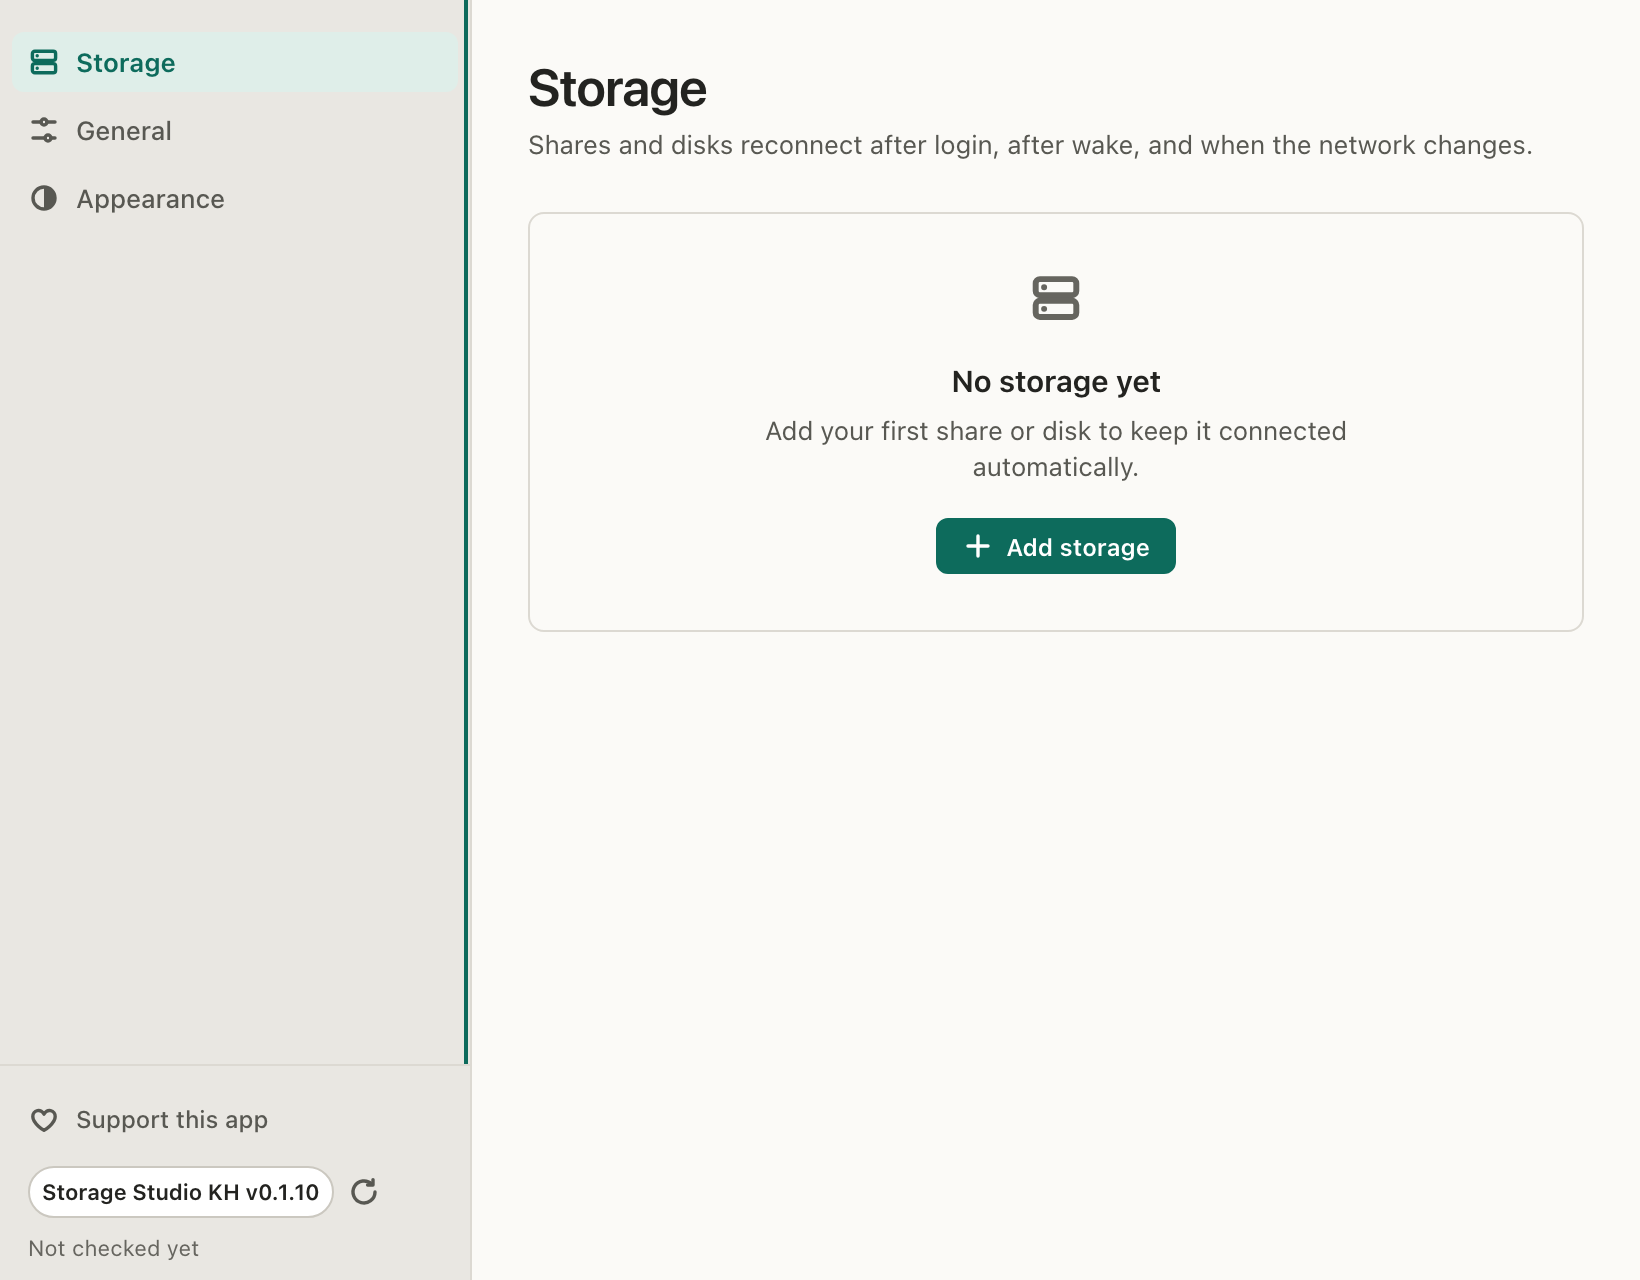 Storage
General
Appearance
Support this app
Storage Studio KH v0.1.10
Not checked yet
Storage
Shares and disks reconnect after login, after wake, and when the network changes.
No storage yet
Add your first share or disk to keep it connected
automatically.
Add storage